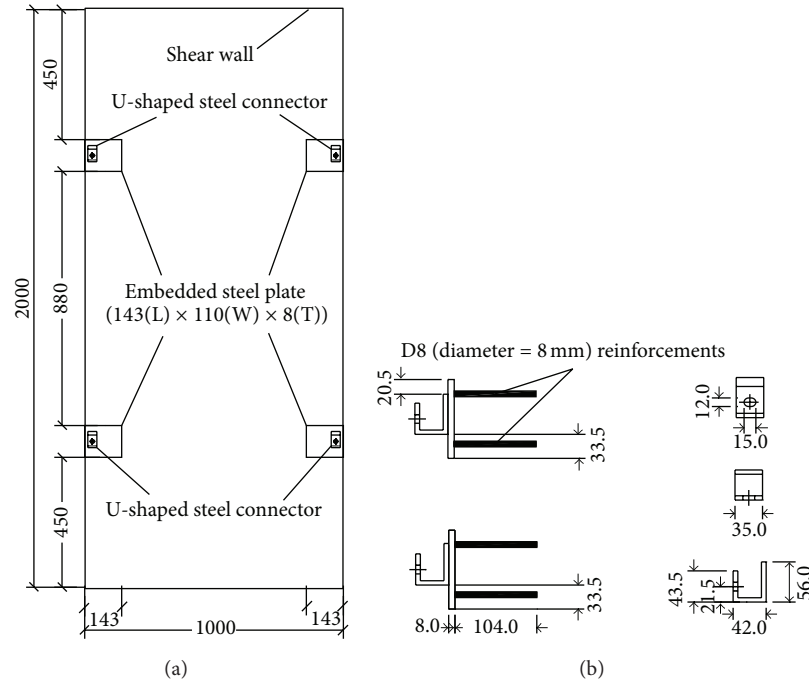 Shear wall
450
U-shaped steel connector
2000
880
Embedded steel plate
(143(L) × 110(W) × 8(T))
450
U-shaped steel connector
143
143
1000
(a)
D8 (diameter = 8 mm) reinforcements
20.5
33.5
12.0
15.0
35.0
33.5
8.0
104.0
43.5
21.5
56.0
42.0
(b)